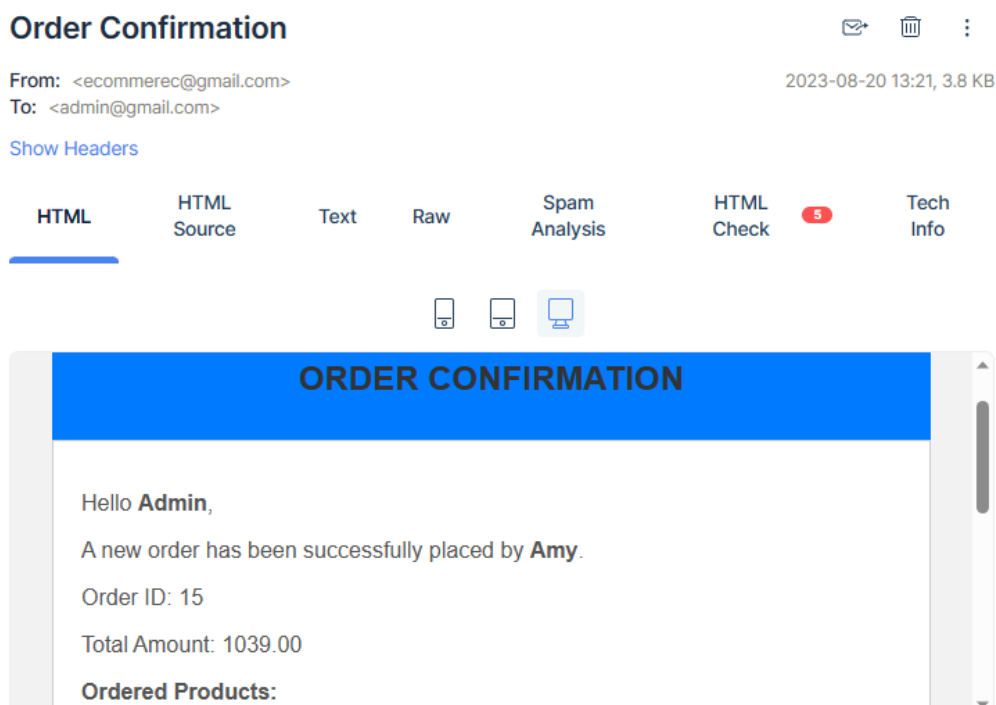 Order Confirmation
From: <ecommerec@gmail.com>
2023-08-20 13:21, 3.8 KB
To: <admin@gmail.com>
Show Headers
HTML
HTML Source
Text
Raw
Spam Analysis
HTML Check
5
Tech Info
ORDER CONFIRMATION
Hello Admin,
A new order has been successfully placed by Amy.
Order ID: 15
Total Amount: 1039.00
Ordered Products: